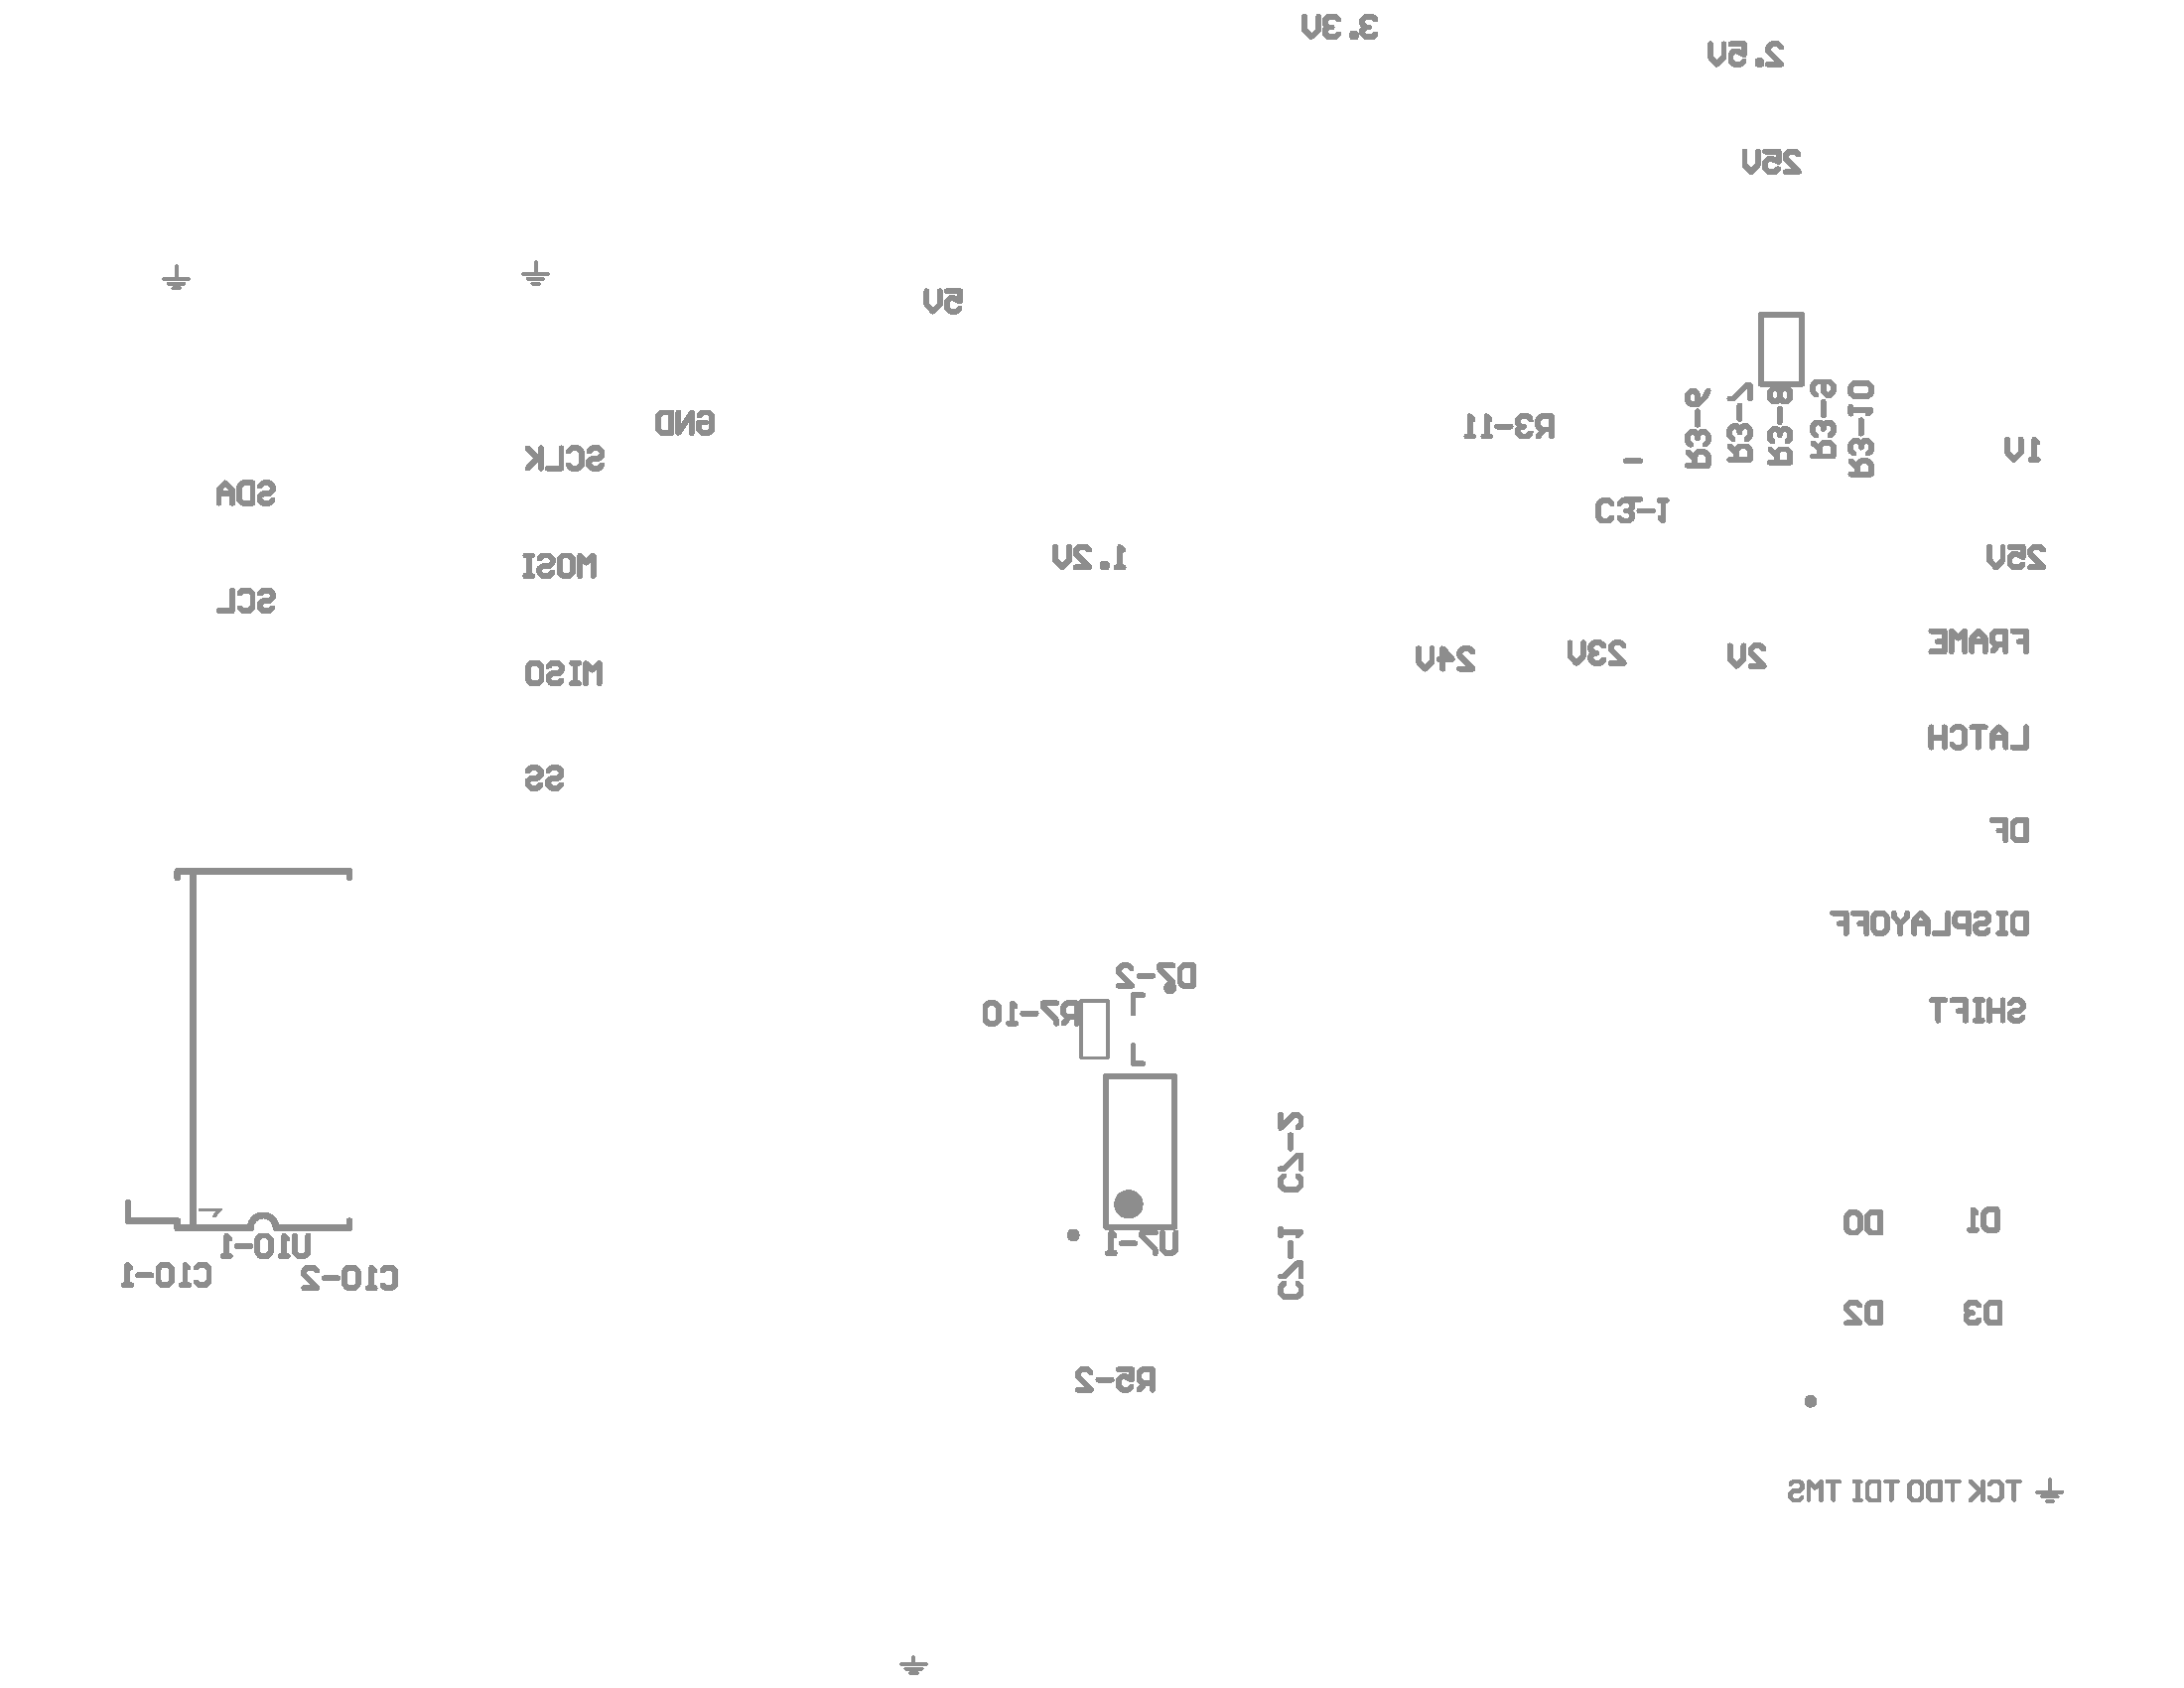 3.3V
2.5V
25V
5V
GND
SCLK
R3-11
R3-6
R3-7
R3-8
R3-9
R3-10
1V
SDA
C3-1
MOSI
1.2V
25V
SCL
FRAME
MISO
24V
23V
2V
LATCH
SS
DF
DISPLAYOFF
D7-2
R7-10
SHIFT
C7-2
U10-1
U7-1
C7-1
D0
D1
C10-1
C10-2
D2
D3
R5-2
TCK TDO TDI TMS